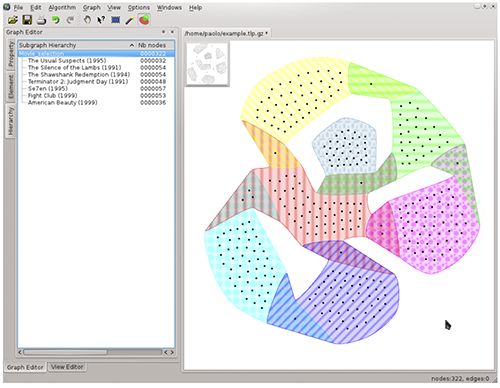 File Edit Algorithm Graph View Options Windows Help
Graph Editor
/home/paolo/example.tlp.gz *
Property
Element
Hierarchy
Subgraph Hierarchy Nb nodes
Movie_selection 0000322
The Usual Suspects (1995) 0000032
The Silence of the Lambs (1991) 0000054
The Shawshank Redemption (1994) 0000054
Terminator 2: Judgment Day (1991) 0000048
Se7en (1995) 0000057
Fight Club (1999) 0000053
American Beauty (1999) 0000036
Graph Editor View Editor
nodes:322, edges:0